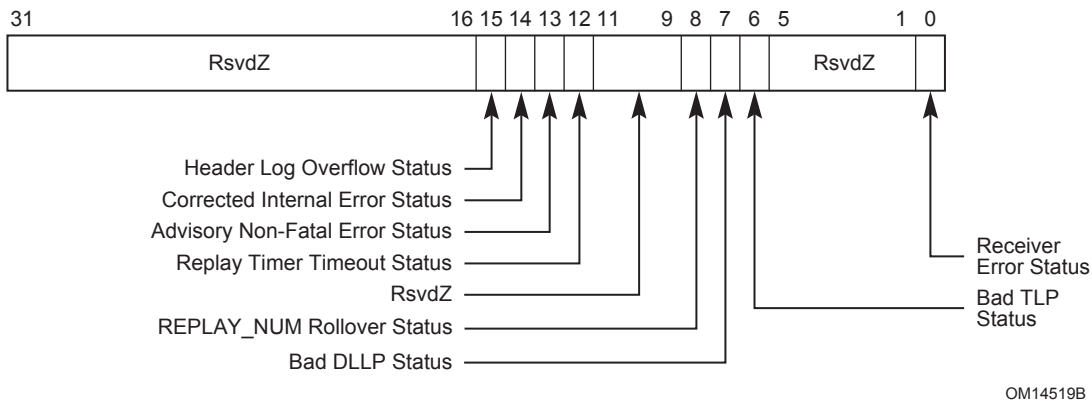 31 16 15 14 13 12 11 9 8 7 6 5 1 0
RsvdZ RsvdZ
Header Log Overflow Status
Corrected Internal Error Status
Advisory Non-Fatal Error Status
Replay Timer Timeout Status
RsvdZ
REPLAY_NUM Rollover Status
Bad DLLP Status
Receiver
Error Status
Bad TLP
Status
OM14519B